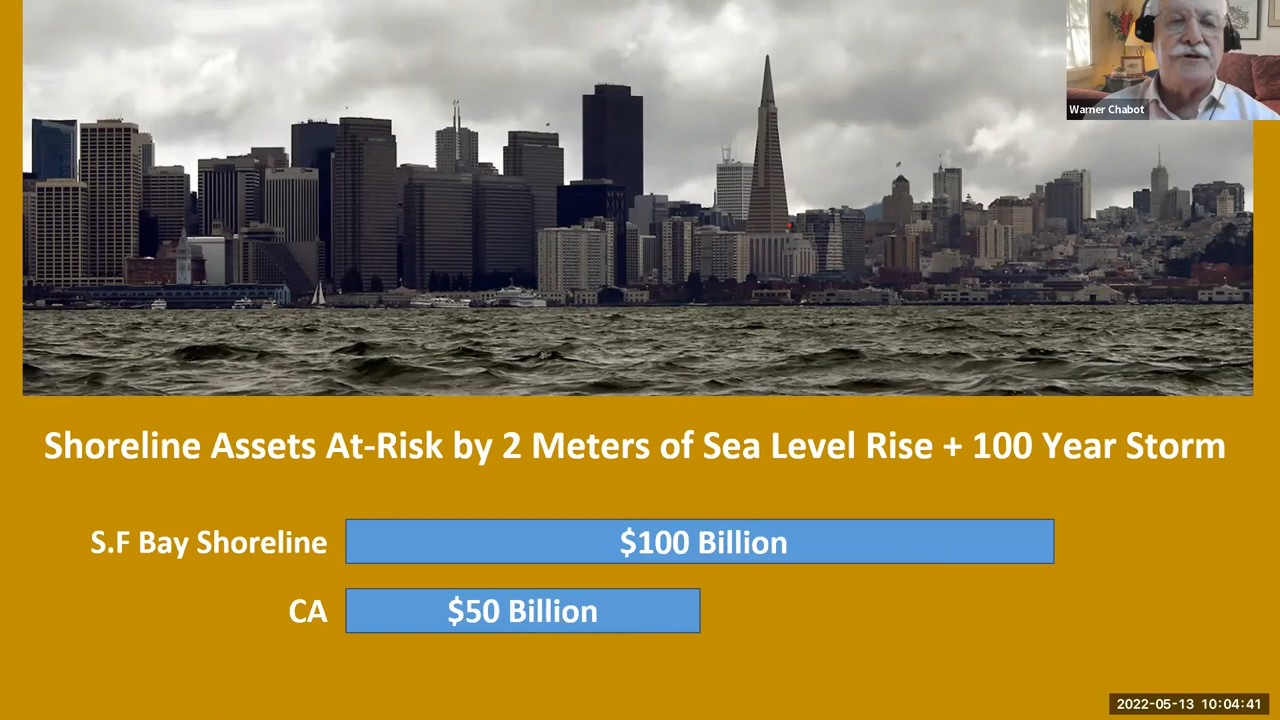 Warner Chabot
Shoreline Assets At-Risk by 2 Meters of Sea Level Rise + 100 Year Storm
S.F Bay Shoreline
$100 Billion
CA
$50 Billion
2022-05-13 10:04:41